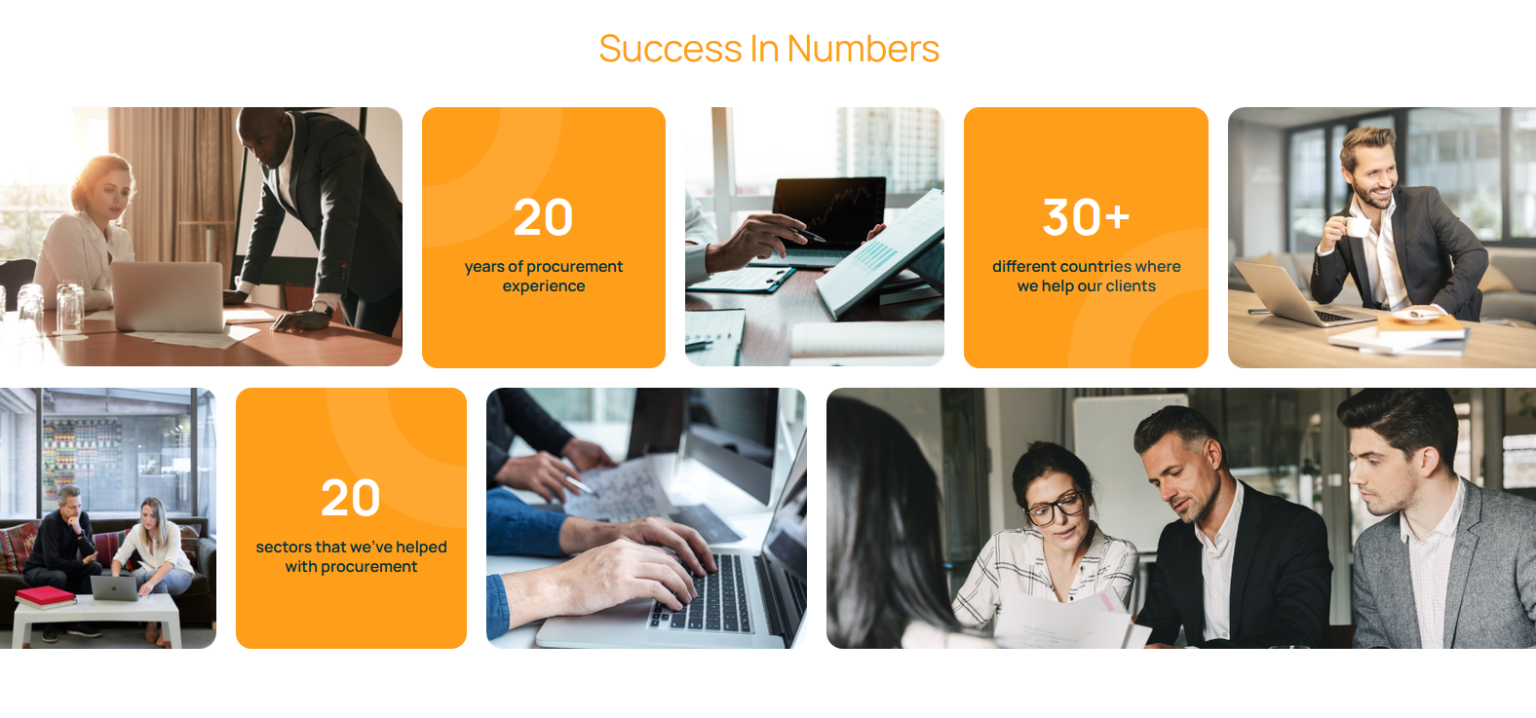 Success In Numbers
20
years of procurement
experience
30+
different countries where
we help our clients
20
sectors that we've helped
with procurement